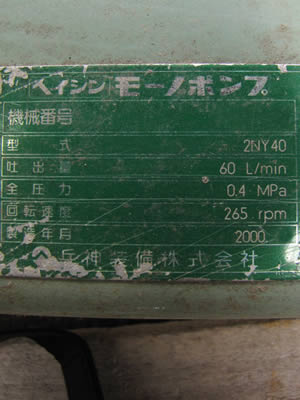 ヘイシンモーノポンプ
機械番号
型式 2NY40
吐出量 60 L/min
全圧力 0.4 MPa
回転速度 265 rpm
製造年月 2000.
兵神装備株式会社